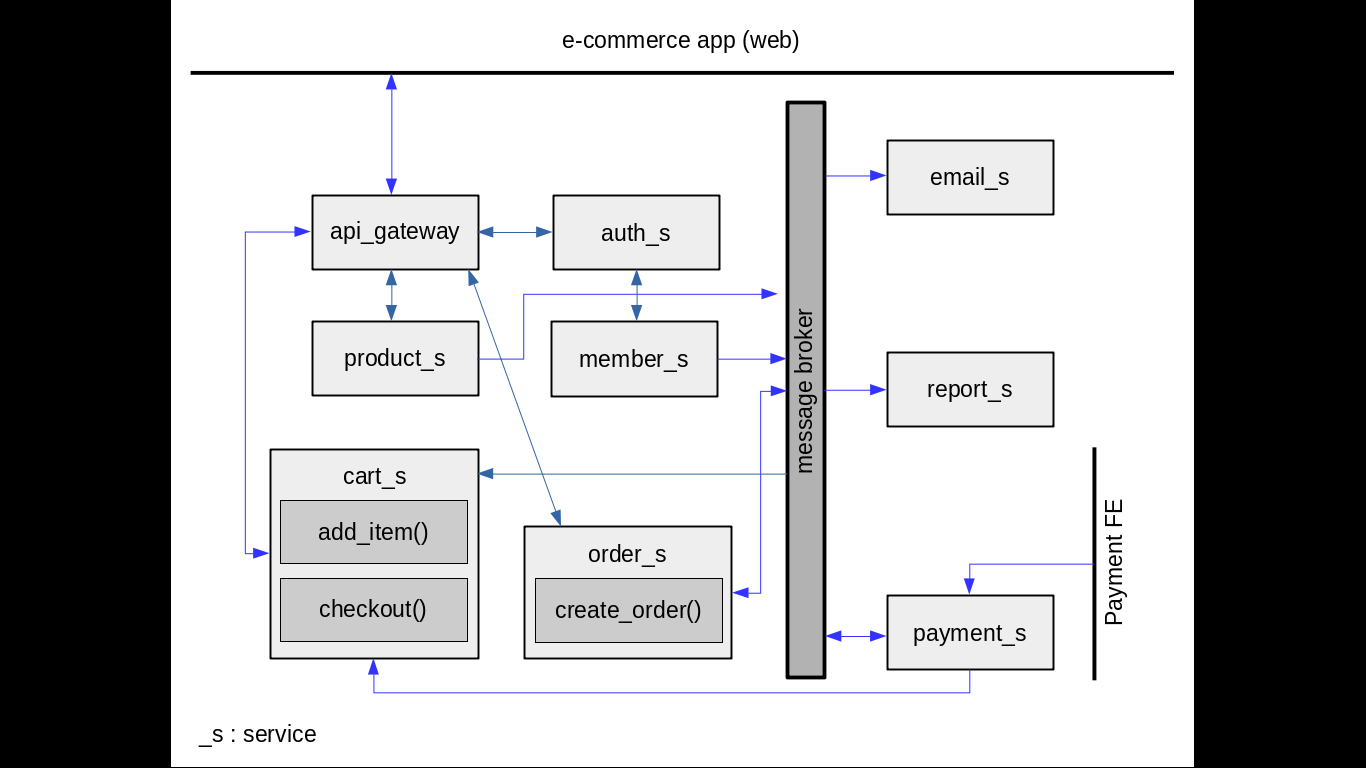 e-commerce app (web)
email_s
api_gateway
auth_s
product_s
member_s
message broker
report_s
cart_s
add_item()
checkout()
order_s
create_order()
Payment FE
payment_s
_s : service